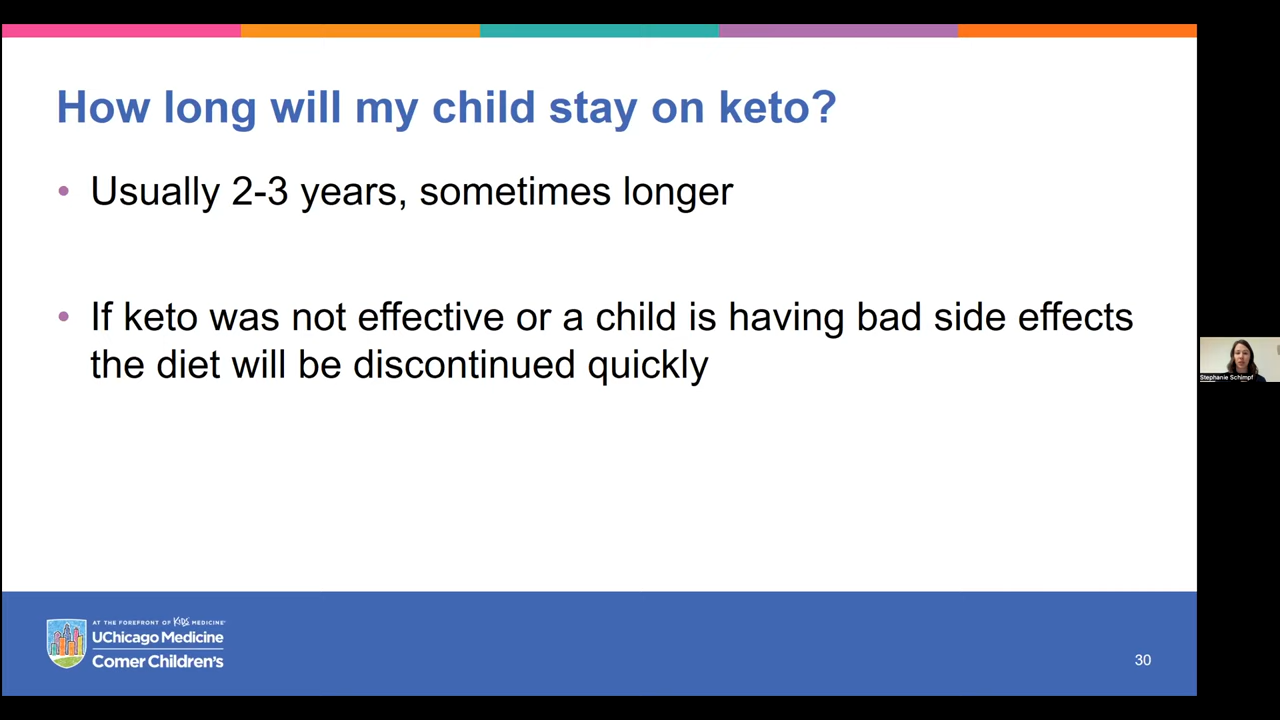 How long will my child stay on keto?
• Usually 2-3 years, sometimes longer
• If keto was not effective or a child is having bad side effects
the diet will be discontinued quickly
Stephanie Schimpf
AT THE FOREFRONT OF KIDS MEDICINE®
UChicago Medicine
Comer Children's
30